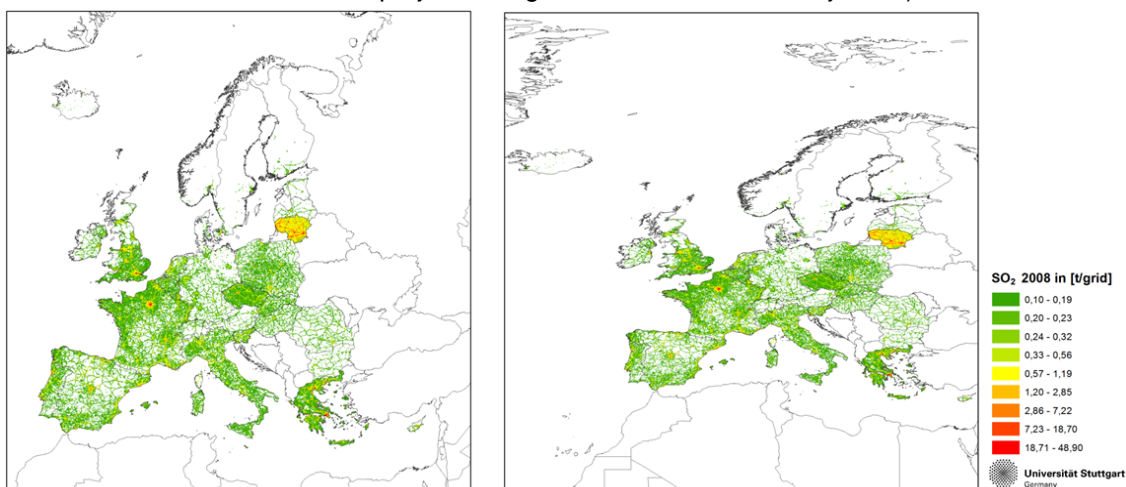 SO₂ 2008 in [t/grid]
0,10 - 0,19
0,20 - 0,23
0,24 - 0,32
0,33 - 0,56
0,57 - 1,19
1,20 - 2,85
2,86 - 7,22
7,23 - 18,70
18,71 - 48,90
Universität Stuttgart
Germany